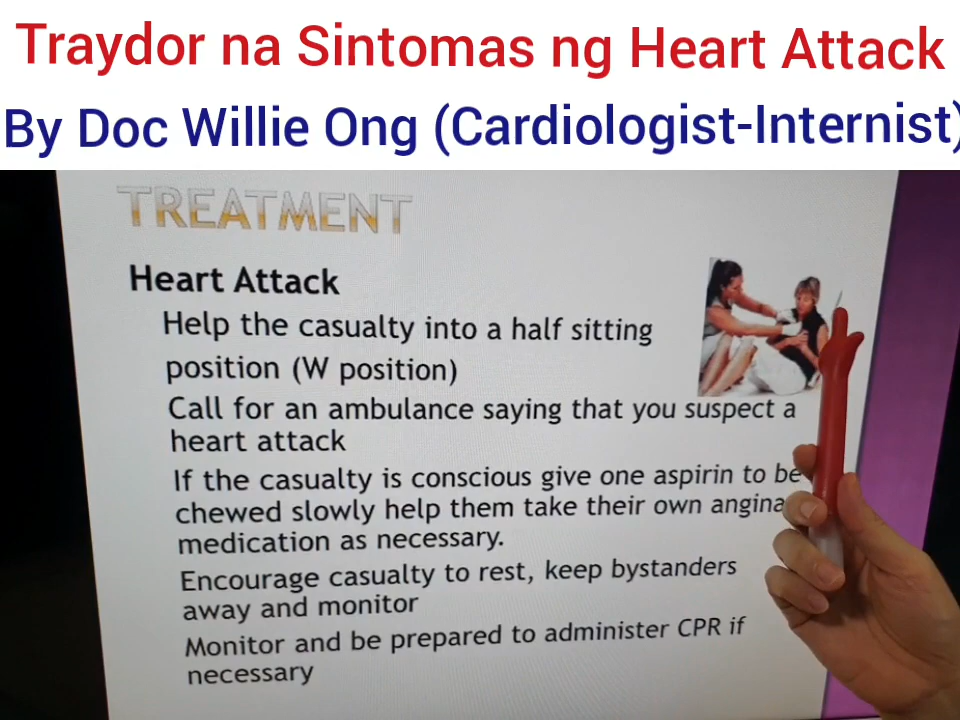 Traydor na Sintomas ng Heart Attack
By Doc Willie Ong (Cardiologist-Internist)
TREATMENT
Heart Attack
Help the casualty into a half sitting
position (W position)
Call for an ambulance saying that you suspect a
heart attack
If the casualty is conscious give one aspirin to be
chewed slowly help them take their own angina
medication as necessary.
Encourage casualty to rest, keep bystanders
away and monitor
Monitor and be prepared to administer CPR if
necessary